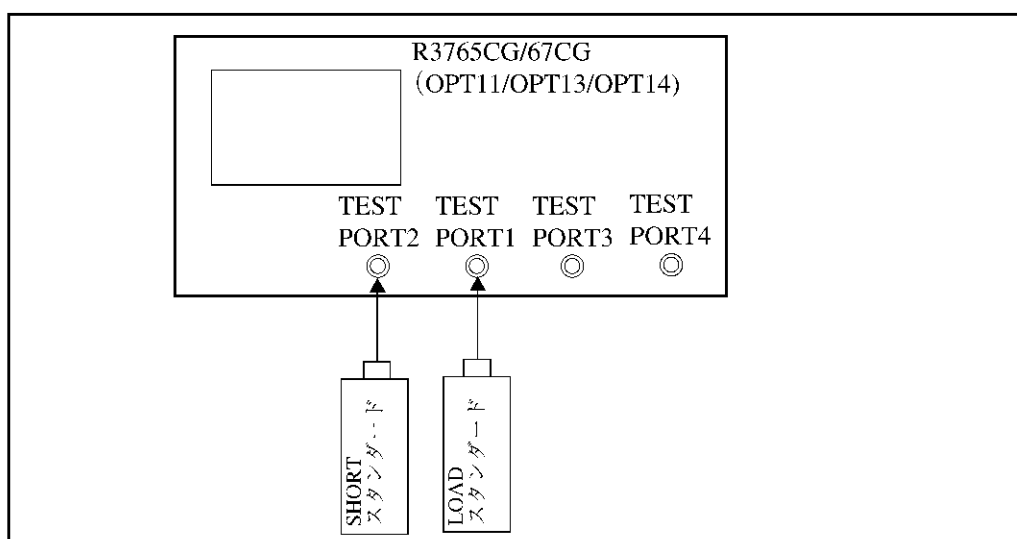 R3765CG/67CG
（OPT11/OPT13/OPT14)
TEST
PORT2
TEST
PORT1
TEST
PORT3
TEST
PORT4
SHORT
スタンダード
LOAD
スタンダード